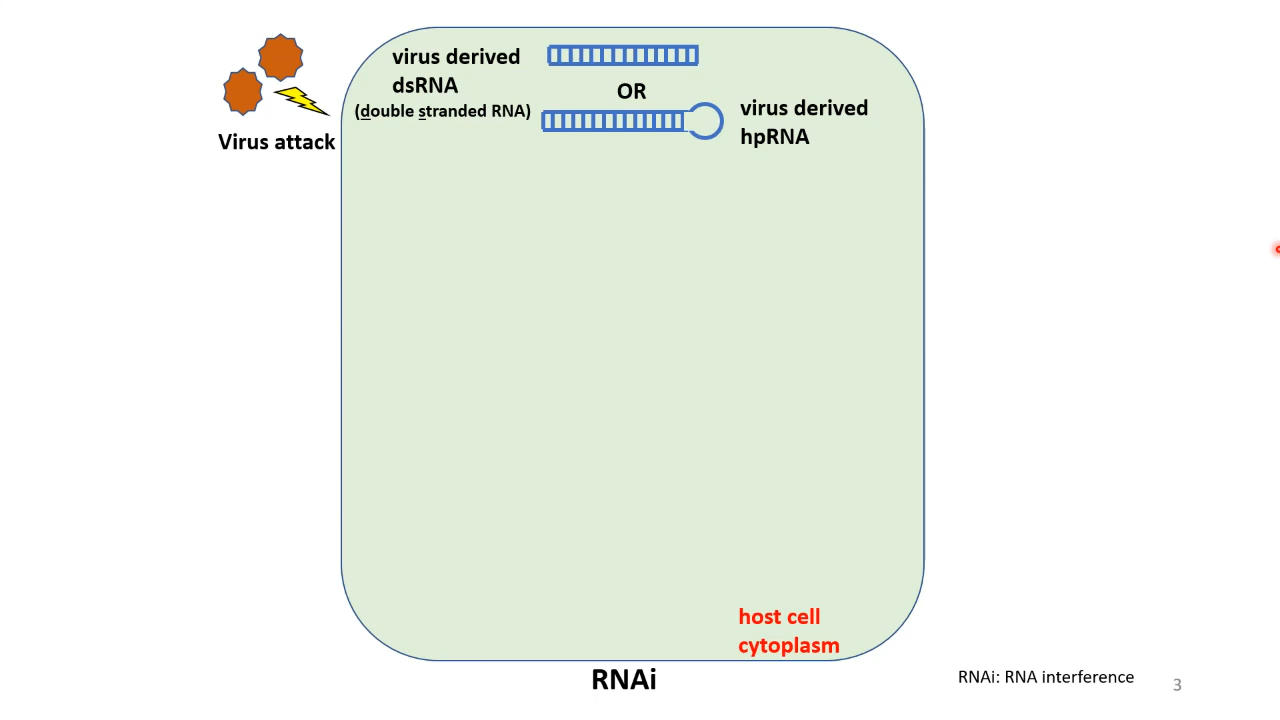 virus derived
dsRNA
(double stranded RNA)
OR
virus derived
hpRNA
Virus attack
host cell
cytoplasm
RNAi
RNAi: RNA interference
3